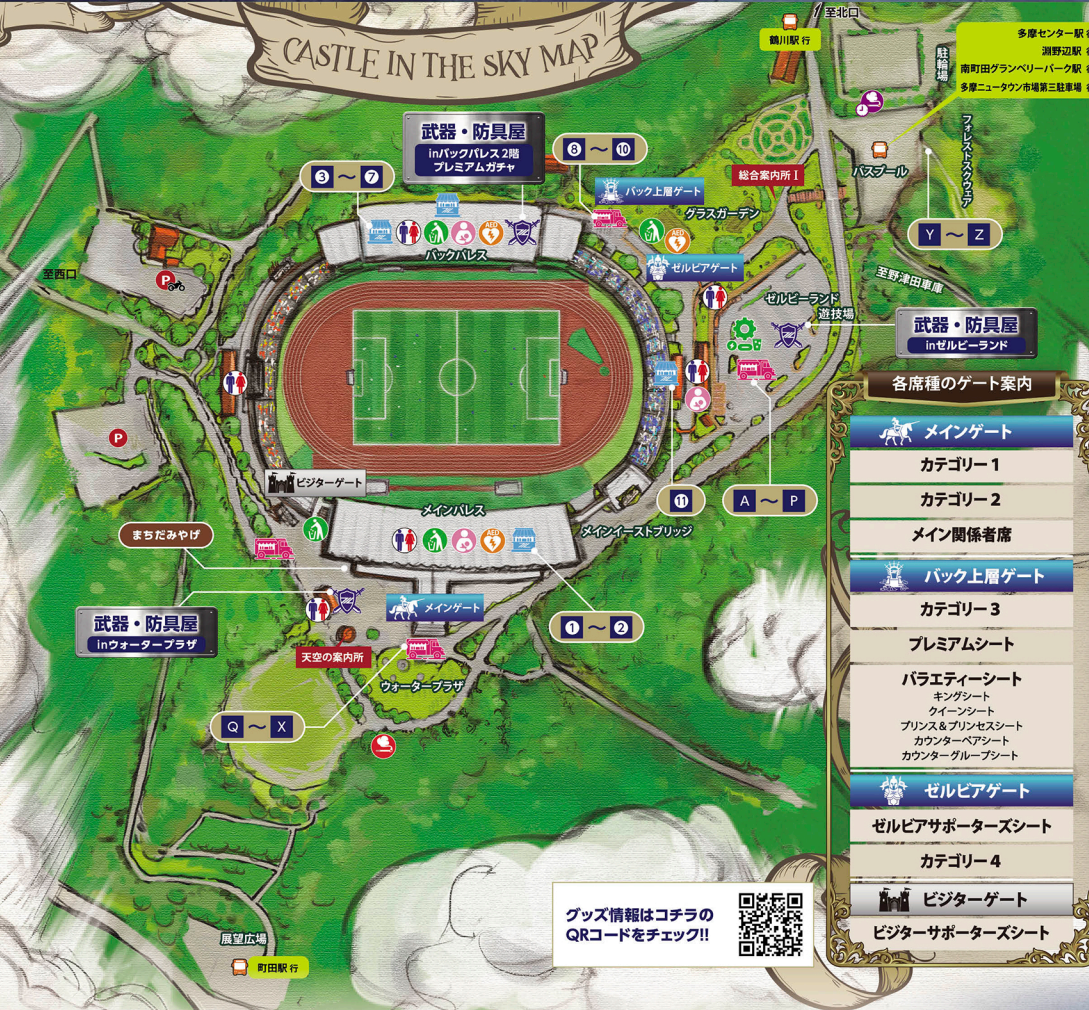 CASTLE IN THE SKY MAP
至北口
鶴川駅 行
多摩センター駅
淵野辺駅
南町田グランベリーパーク駅
多摩ニュータウン市場第三駐車場
駐輪場
バスプール
フォレストスクウェア
Y ～ Z
至野津田車庫
武器・防具屋
inバックパレス2階
プレミアムガチャ
❸ ～ ❼
❽ ～ ❿
バック上層ゲート
総合案内所 I
グラスガーデン
AED
バックパレス
AED
ゼルビアゲート
ゼルビーランド
遊技場
至西口
P
武器・防具屋
inゼルビーランド
P
ビジターゲート
⓫
A ～ P
メインパレス
メインイーストブリッジ
AED
まちだみやげ
武器・防具屋
inウォータープラザ
メインゲート
❶ ～ ❷
天空の案内所
ウォータープラザ
Q ～ X
展望広場
町田駅 行
グッズ情報はコチラの
QRコードをチェック!!
各席種のゲート案内
メインゲート
カテゴリー1
カテゴリー2
メイン関係者席
バック上層ゲート
カテゴリー3
プレミアムシート
バラエティーシート
キングシート
クイーンシート
プリンス&プリンセスシート
カウンターペアシート
カウンターグループシート
ゼルビアゲート
ゼルビアサポーターズシート
カテゴリー4
ビジターゲート
ビジターサポーターズシート